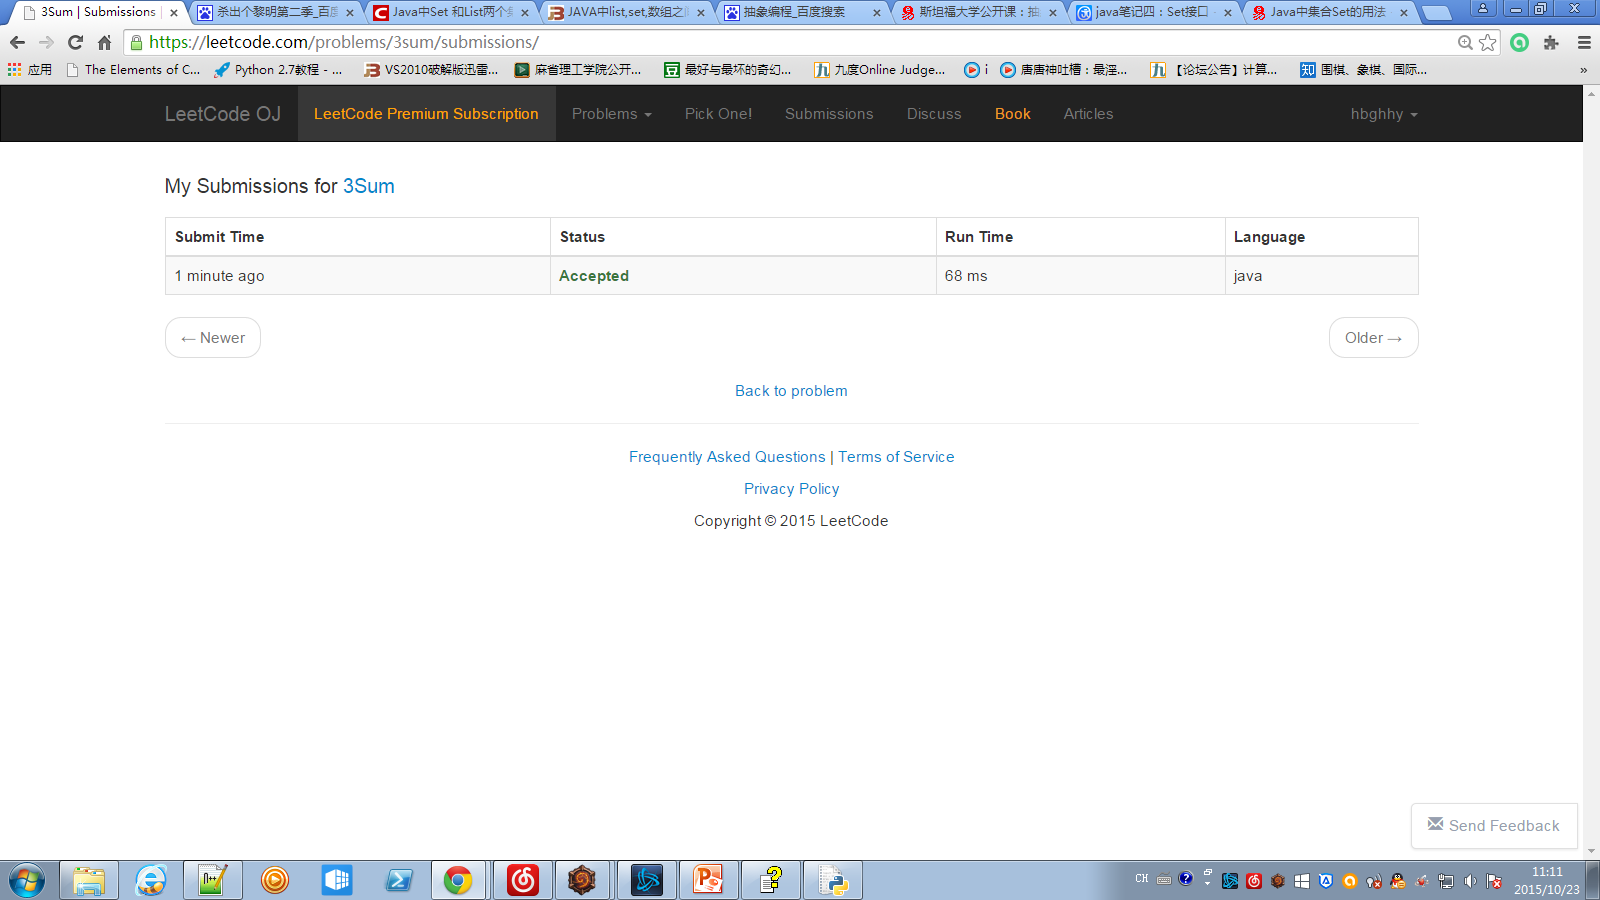 3Sum | Submissions
杀出个黎明第二季_百度
Java中Set 和List两个集
JAVA中list,set,数组之间
抽象编程_百度搜索
斯坦福大学公开课：抽
java笔记四：Set接口
Java中集合Set的用法
https://leetcode.com/problems/3sum/submissions/
应用
The Elements of C...
Python 2.7教程 - ...
VS2010破解版迅雷...
麻省理工学院公开...
最好与最坏的奇幻...
九度Online Judge...
i
唐唐神吐槽：最淫...
【论坛公告】计算...
围棋、象棋、国际...
»
LeetCode OJ
LeetCode Premium Subscription
Problems
Pick One!
Submissions
Discuss
Book
Articles
hbghhy
My Submissions for 3Sum
Submit Time Status Run Time Language
1 minute ago Accepted 68 ms java
← Newer
Older →
Back to problem
Frequently Asked Questions | Terms of Service
Privacy Policy
Copyright © 2015 LeetCode
Send Feedback
CH
11:11
2015/10/23